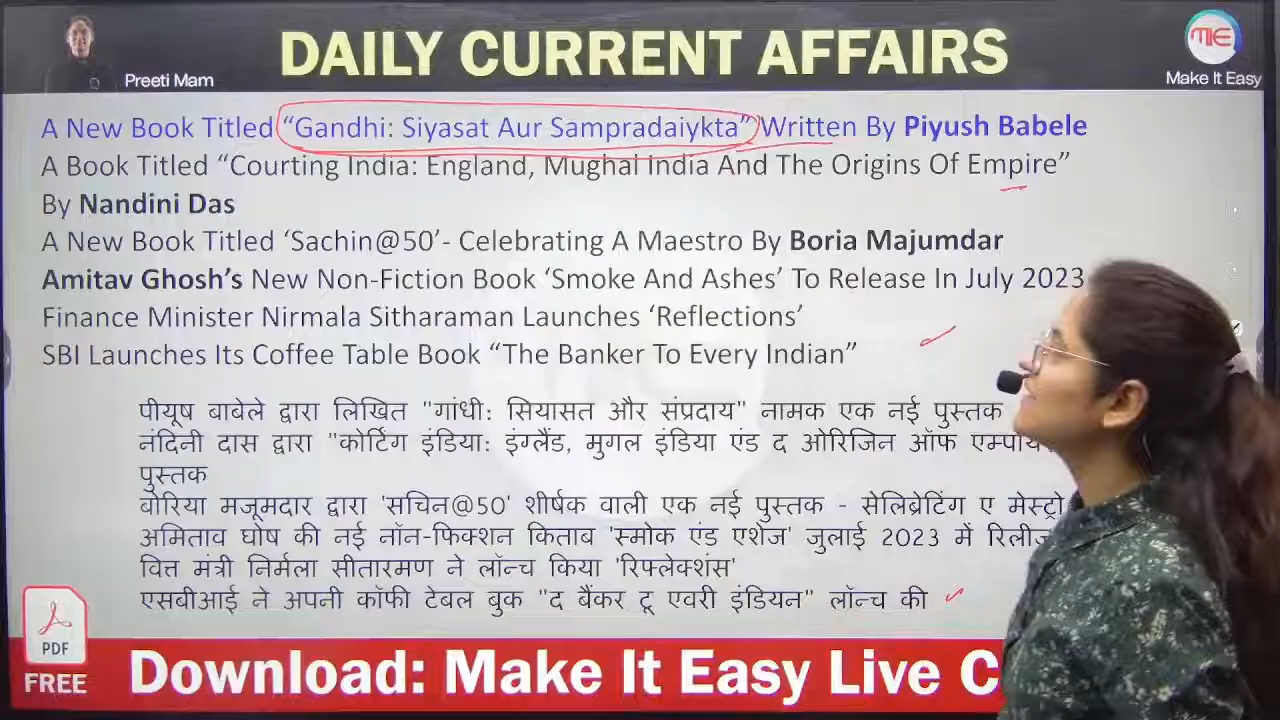 DAILY CURRENT AFFAIRS
Preeti Mam
MIE
Make It Easy
A New Book Titled “Gandhi: Siyasat Aur Sampradaiykta” Written By Piyush Babele
A Book Titled “Courting India: England, Mughal India And The Origins Of Empire”
By Nandini Das
A New Book Titled ‘Sachin@50’- Celebrating A Maestro By Boria Majumdar
Amitav Ghosh’s New Non-Fiction Book ‘Smoke And Ashes’ To Release In July 2023
Finance Minister Nirmala Sitharaman Launches ‘Reflections’
SBI Launches Its Coffee Table Book “The Banker To Every Indian”
पीयूष बाबेले द्वारा लिखित "गांधी: सियासत और संप्रदाय" नामक एक नई पुस्तक
नंदिनी दास द्वारा "कोर्टिंग इंडिया: इंग्लैंड, मुगल इंडिया एंड द ओरिजिन ऑफ
पुस्तक
बोरिया मजूमदार द्वारा 'सचिन@50' शीर्षक वाली एक नई पुस्तक - सेलिब्रेटिंग ए मेस्ट्रो
अमिताव घोष की नई नॉन-फिक्शन किताब 'स्मोक एंड एशेज' जुलाई 2023 में
वित्त मंत्री निर्मला सीतारमण ने लॉन्च किया 'रिफ्लेक्शंस'
एसबीआई ने अपनी कॉफी टेबल बुक "द बैंकर टू एवरी इंडियन" लॉन्च की
PDF
FREE
Download: Make It Easy Live C